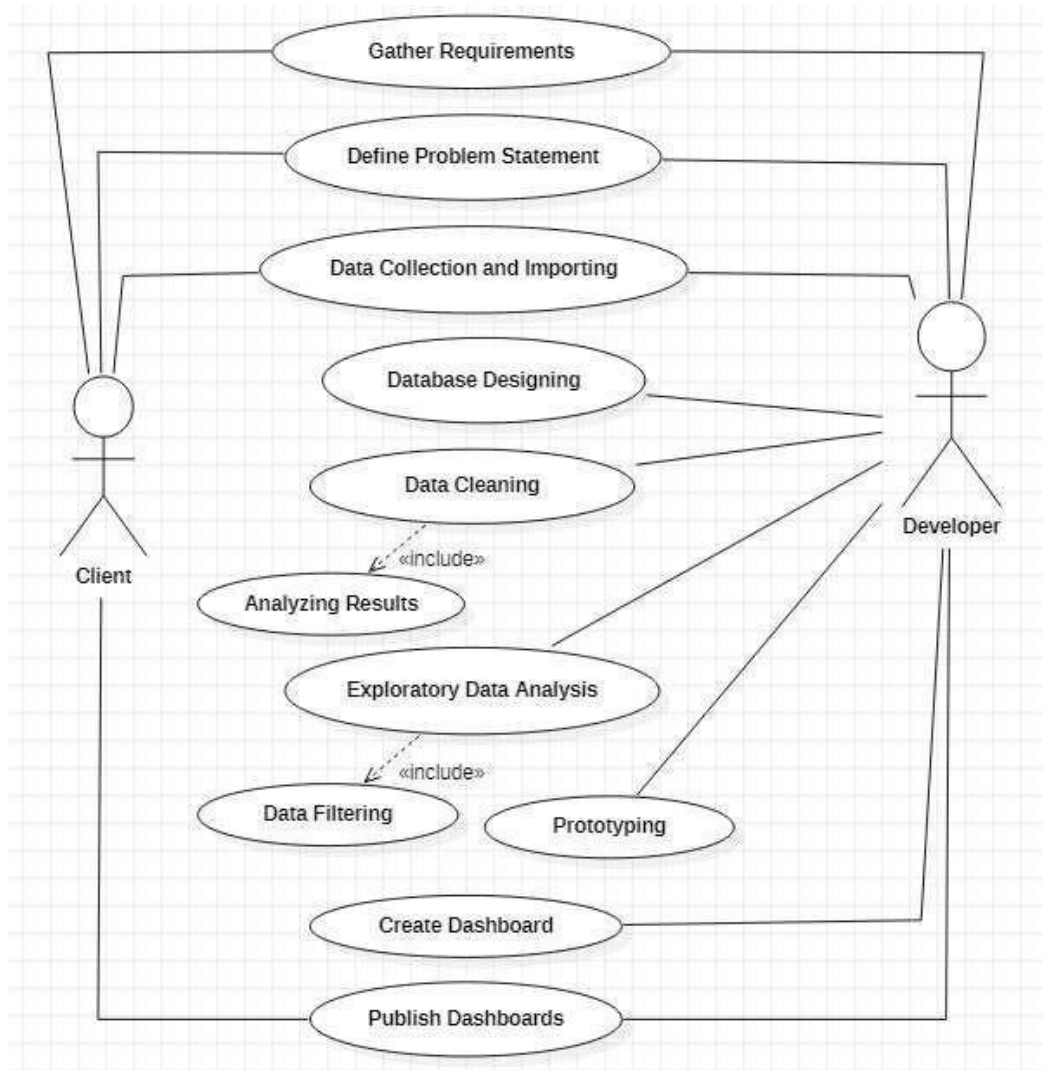 Gather Requirements
Define Problem Statement
Data Collection and Importing
Database Designing
Data Cleaning
Developer
«include»
Client
Analyzing Results
Exploratory Data Analysis
«include»
Data Filtering
Prototyping
Create Dashboard
Publish Dashboards